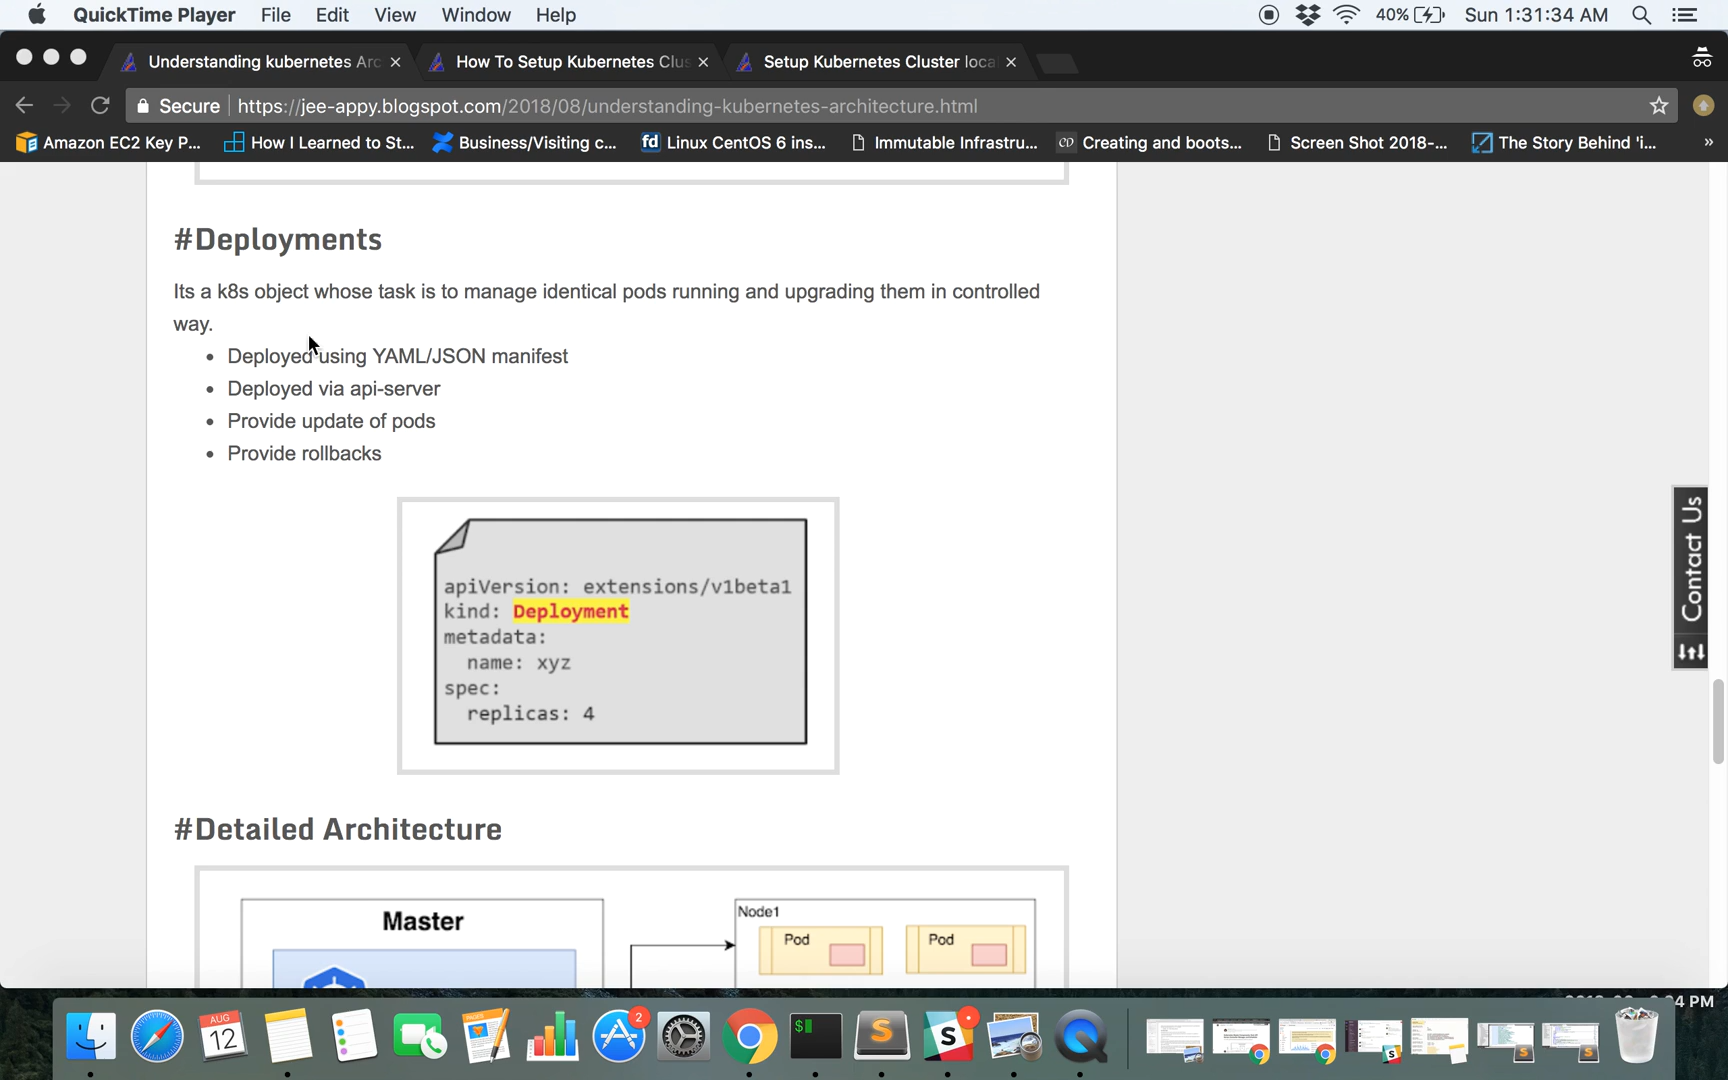 QuickTime Player File Edit View Window Help 40% Sun 1:31:34 AM
Understanding kubernetes Arc How To Setup Kubernetes Clus Setup Kubernetes Cluster loca
Secure https://jee-appy.blogspot.com/2018/08/understanding-kubernetes-architecture.html
Amazon EC2 Key P... How I Learned to St... Business/Visiting c... fd Linux CentOS 6 ins... Immutable Infrastru... CD Creating and boots... Screen Shot 2018-... The Story Behind 'i... »
#Deployments
Its a k8s object whose task is to manage identical pods running and upgrading them in controlled
way.
• Deployed using YAML/JSON manifest
• Deployed via api-server
• Provide update of pods
• Provide rollbacks
apiVersion: extensions/v1beta1
kind: Deployment
metadata:
name: xyz
spec:
replicas: 4
Contact Us
#Detailed Architecture
Master
Node1
Pod Pod
PM
AUG
12
2
$
S
S